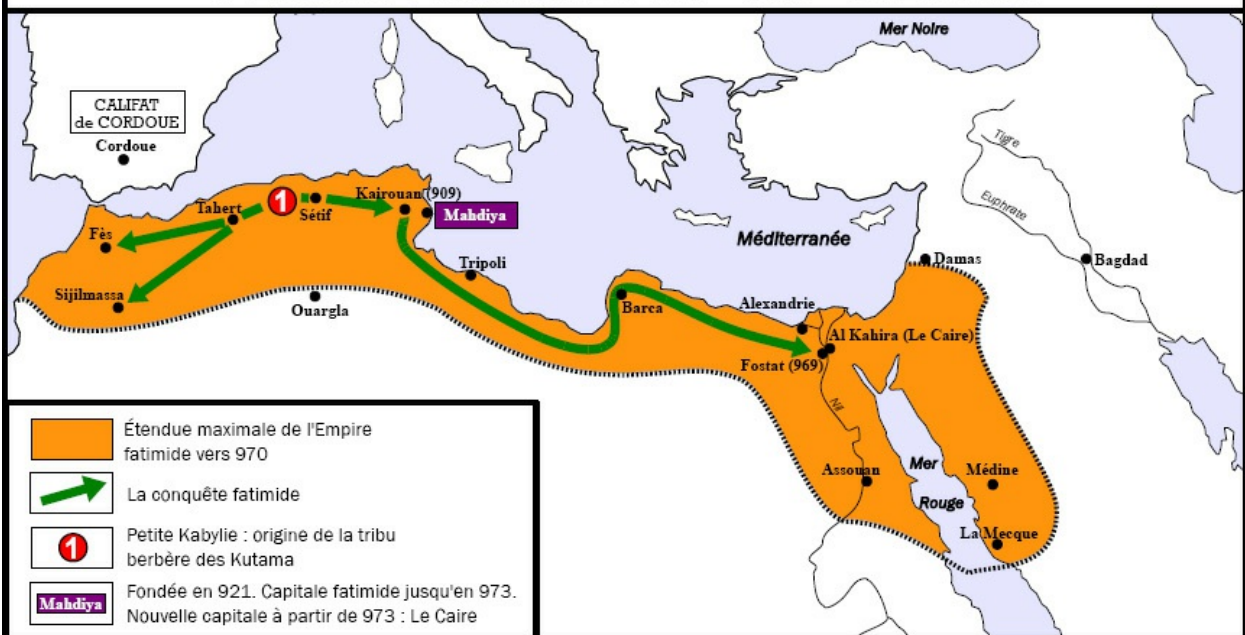 Mer Noire
CALIFAT
de CORDOUE
Cordoue
Tigre
Euphrate
Kairouan (909)
Tahert
1
Sétif
Mahdiya
Fès
Méditerranée
Damas
Bagdad
Tripoli
Sijilmassa
Ouargla
Barca
Alexandrie
Al Kahira (Le Caire)
Fostat (969)
Nil
Assouan
Mer
Rouge
Médine
La Mecque
Étendue maximale de l'Empire
fatimide vers 970
La conquête fatimide
1
Petite Kabylie : origine de la tribu
berbère des Kutama
Mahdiya
Fondée en 921. Capitale fatimide jusqu'en 973.
Nouvelle capitale à partir de 973 : Le Caire